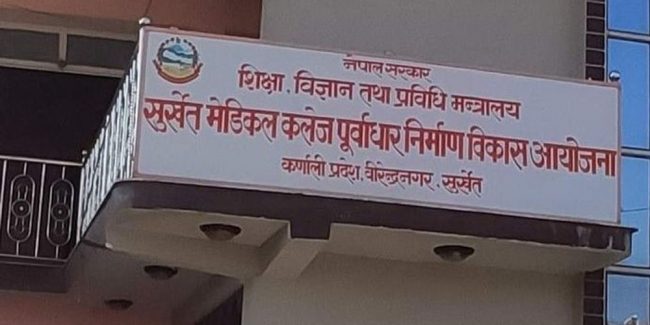 नेपाल सरकार
शिक्षा, विज्ञान तथा प्रविधि मन्त्रालय
सुर्खेत मेडिकल कलेज पूर्वाधार निर्माण विकास आयोजना
कर्णाली प्रदेश, वीरेन्द्रनगर, सुर्खेत